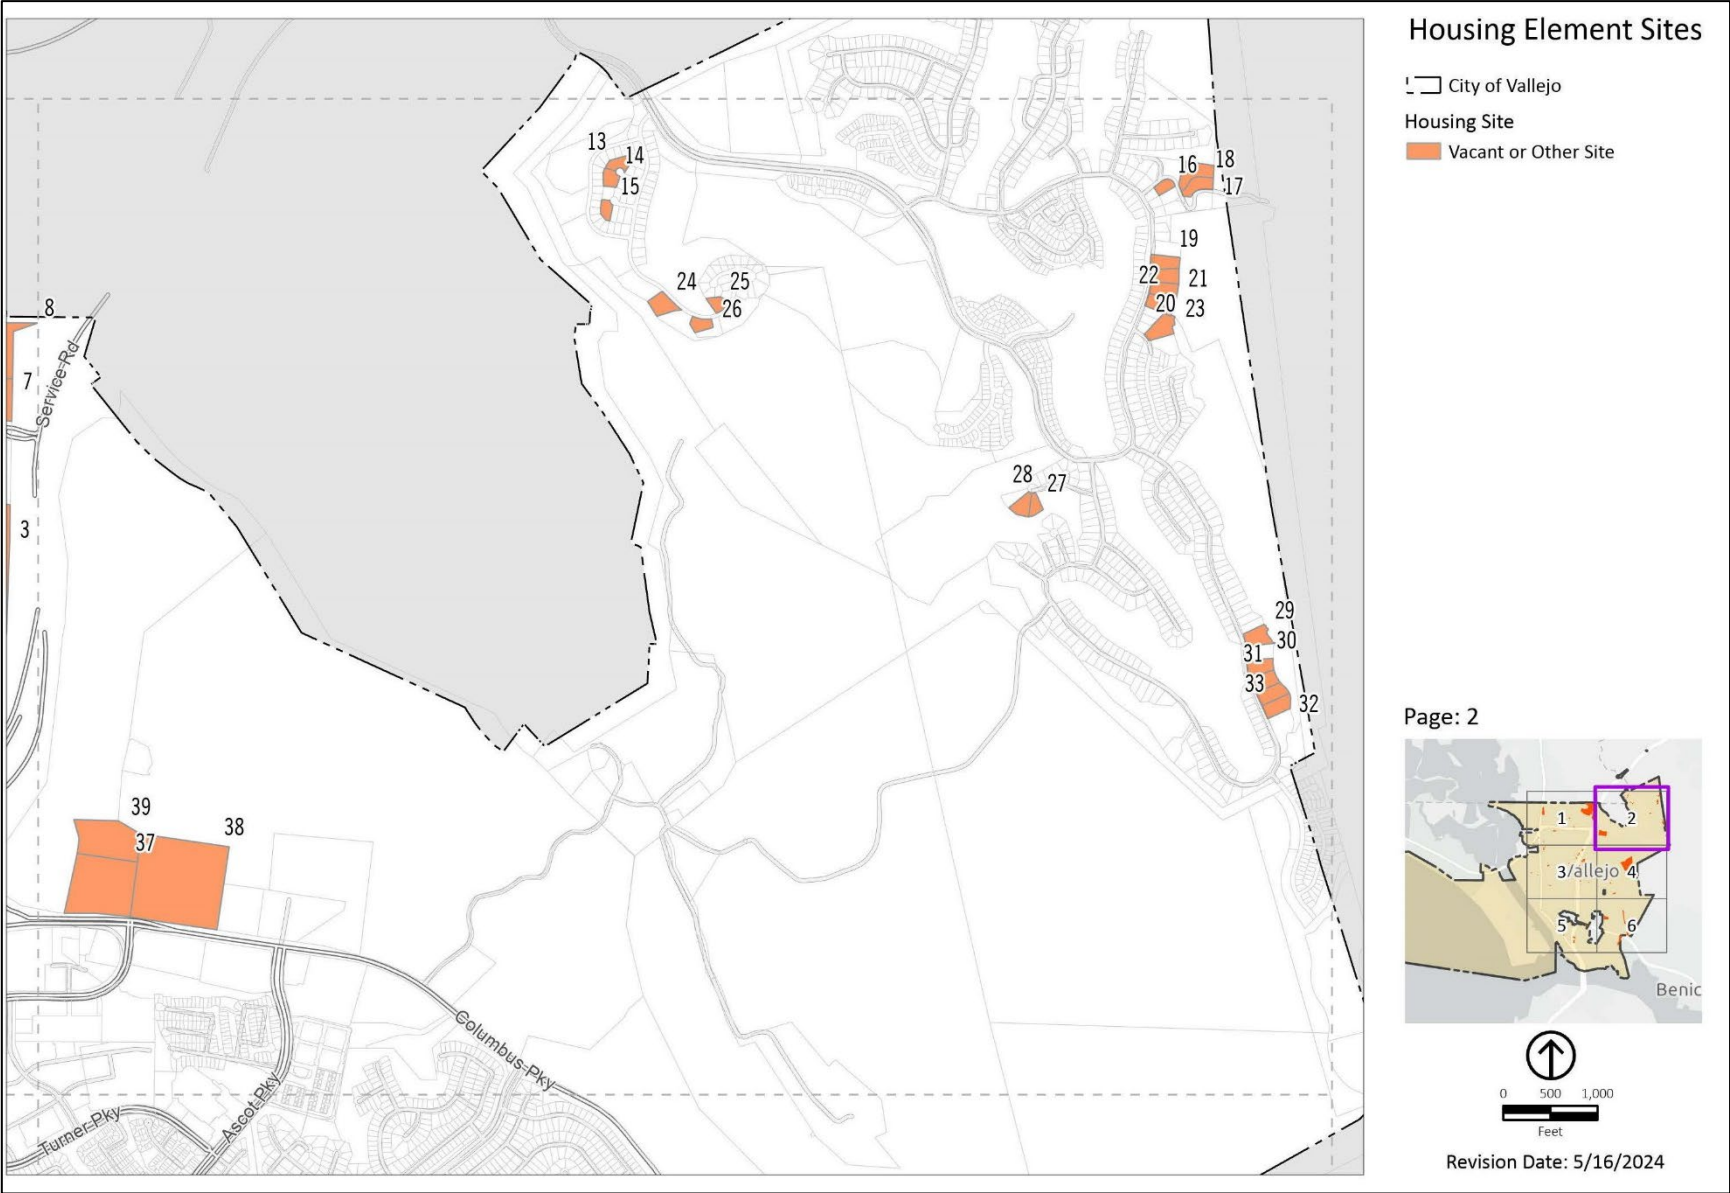 Housing Element Sites
City of Vallejo
Housing Site
Vacant or Other Site
13
14
15
16
18
17
19
22
21
20
23
24
25
26
8
7
Service Rd
3
28
27
29
30
31
33
32
39
37
38
Columbus Pky
Ascot Pky
Turner Pky
Page: 2
1
2
3
Vallejo
4
5
6
Benic
0 500 1,000
Feet
Revision Date: 5/16/2024